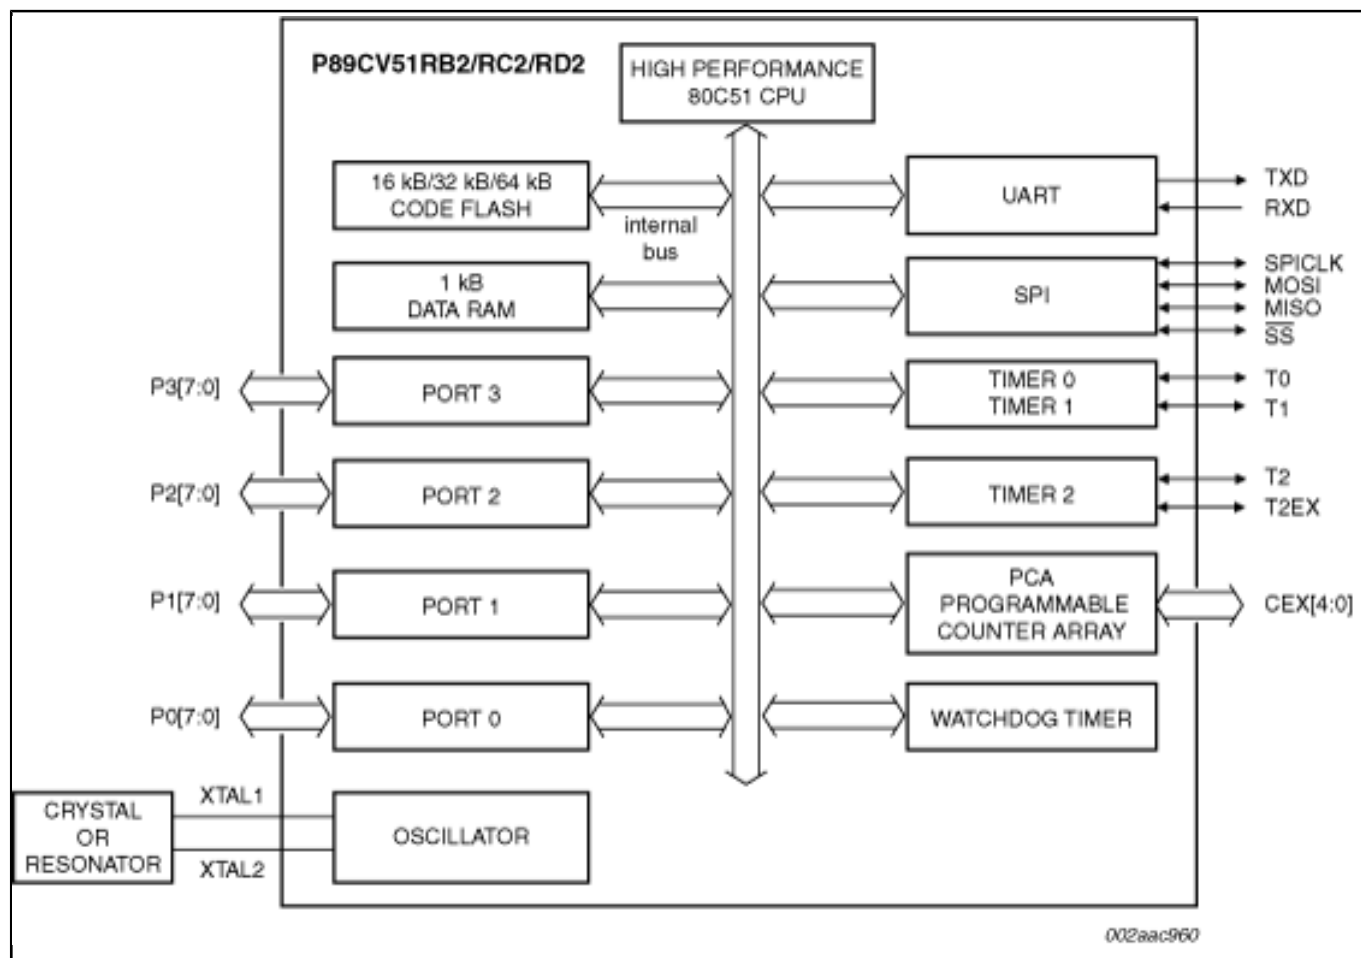 P89CV51RB2/RC2/RD2
HIGH PERFORMANCE
80C51 CPU
16 kB/32 kB/64 kB
CODE FLASH
internal
bus
UART
TXD
RXD
1 kB
DATA RAM
SPI
SPICLK
MOSI
MISO
SS
P3[7:0]
PORT 3
TIMER 0
TIMER 1
T0
T1
P2[7:0]
PORT 2
TIMER 2
T2
T2EX
P1[7:0]
PORT 1
PCA
PROGRAMMABLE
COUNTER ARRAY
CEX[4:0]
P0[7:0]
PORT 0
WATCHDOG TIMER
CRYSTAL
OR
RESONATOR
XTAL1
XTAL2
OSCILLATOR
002aac960